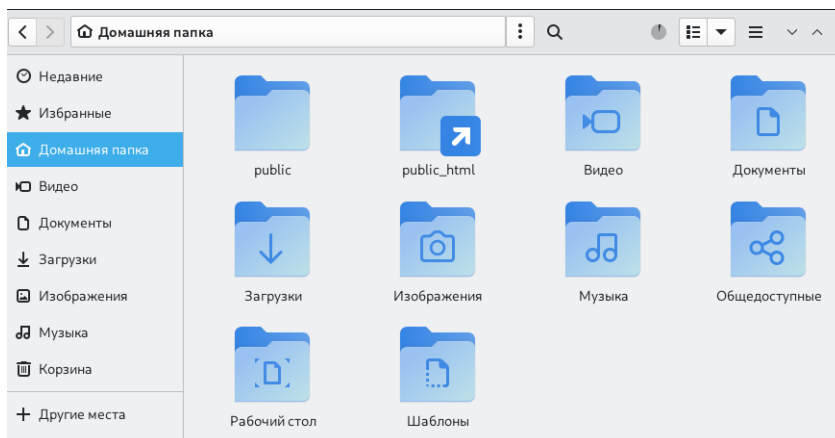 Домашняя папка
Недавние
Избранные
Домашняя папка
Видео
Документы
Загрузки
Изображения
Музыка
Корзина
Другие места
public
public_html
Видео
Документы
Загрузки
Изображения
Музыка
Общедоступные
Рабочий стол
Шаблоны